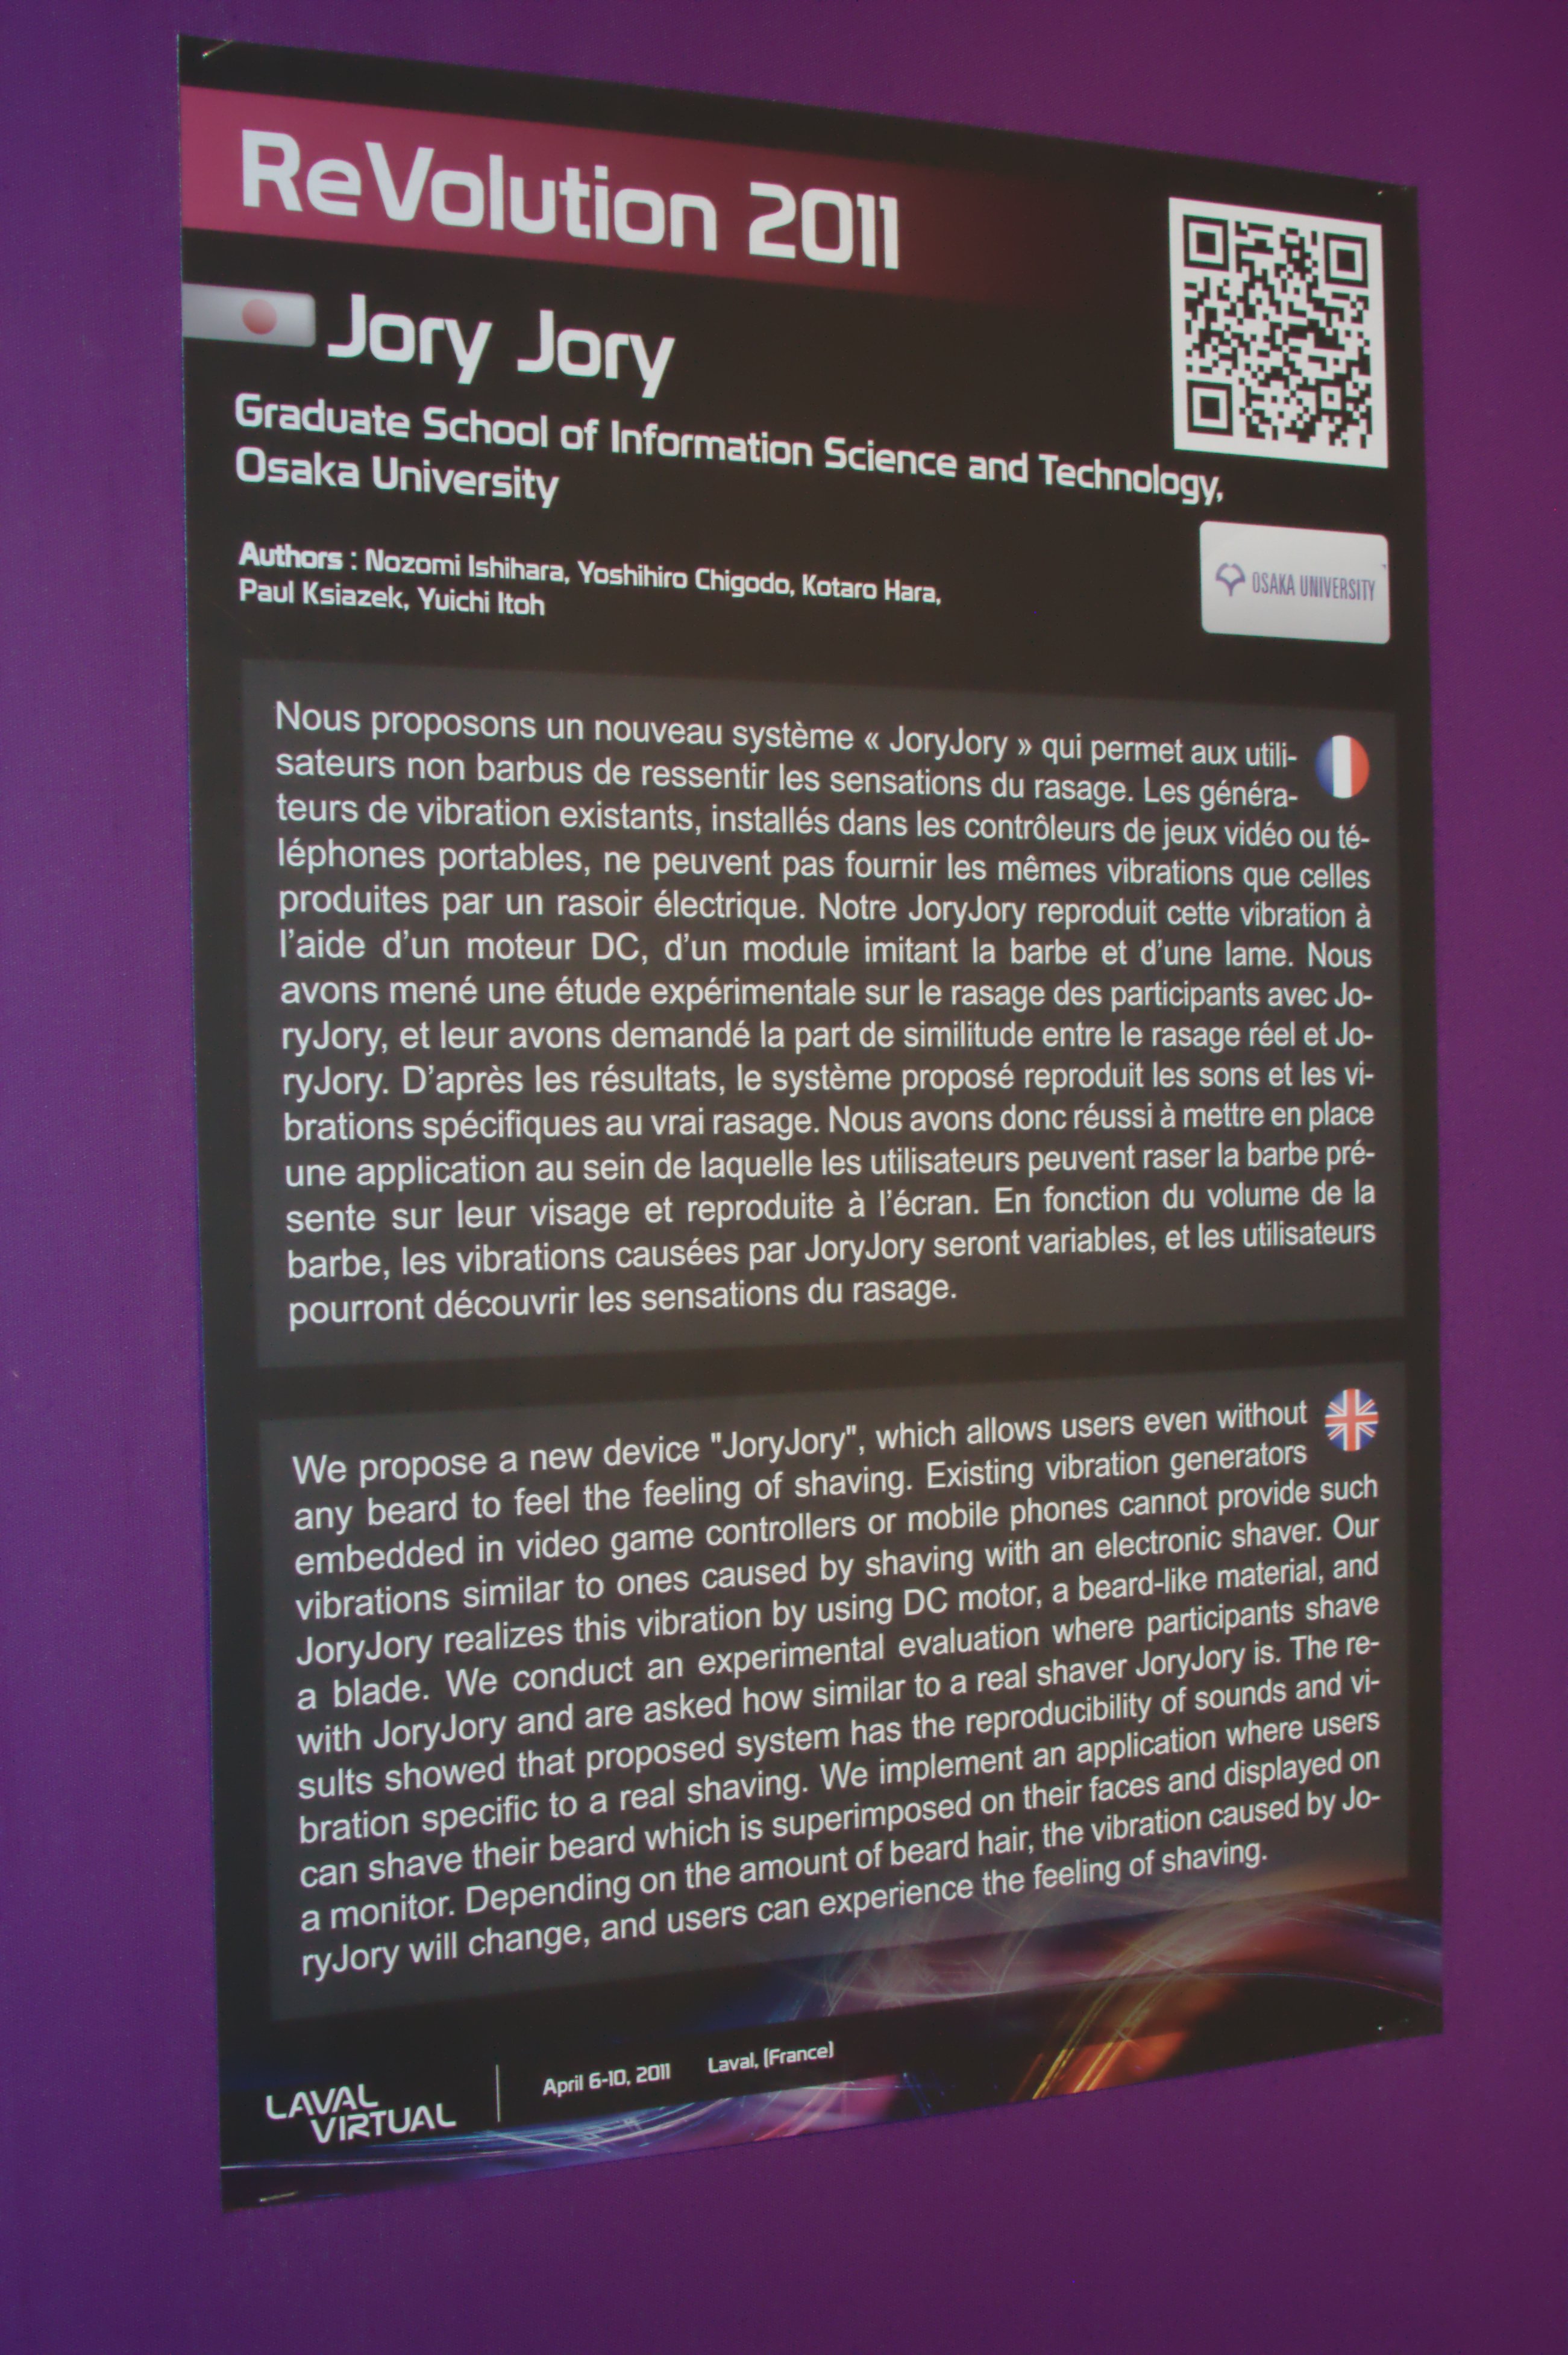 ReVolution 2011
Jory Jory
Graduate School of Information Science and Technology,
Osaka University
Authors : Nozomi Ishihara, Yoshihiro Chigodo, Kotaro Hara,
Paul Ksiazek, Yuichi Itoh
OSAKA UNIVERSITY
Nous proposons un nouveau système « JoryJory » qui permet aux utili-
sateurs non barbus de ressentir les sensations du rasage. Les généra-
teurs de vibration existants, installés dans les contrôleurs de jeux vidéo ou té-
léphones portables, ne peuvent pas fournir les mêmes vibrations que celles
produites par un rasoir électrique. Notre JoryJory reproduit cette vibration à
l'aide d'un moteur DC, d'un module imitant la barbe et d'une lame. Nous
avons mené une étude expérimentale sur le rasage des participants avec Jo-
ryJory, et leur avons demandé la part de similitude entre le rasage réel et Jo-
ryJory. D'après les résultats, le système proposé reproduit les sons et les vi-
brations spécifiques au vrai rasage. Nous avons donc réussi à mettre en place
une application au sein de laquelle les utilisateurs peuvent raser la barbe pré-
sente sur leur visage et reproduite à l'écran. En fonction du volume de la
barbe, les vibrations causées par JoryJory seront variables, et les utilisateurs
pourront découvrir les sensations du rasage.
We propose a new device "JoryJory", which allows users even without
any beard to feel the feeling of shaving. Existing vibration generators
embedded in video game controllers or mobile phones cannot provide such
vibrations similar to ones caused by shaving with an electronic shaver. Our
JoryJory realizes this vibration by using DC motor, a beard-like material, and
a blade. We conduct an experimental evaluation where participants shave
with JoryJory and are asked how similar to a real shaver JoryJory is. The re-
sults showed that proposed system has the reproducibility of sounds and vi-
bration specific to a real shaving. We implement an application where users
can shave their beard which is superimposed on their faces and displayed on
a monitor. Depending on the amount of beard hair, the vibration caused by Jo-
ryJory will change, and users can experience the feeling of shaving.
LAVAL
VIRTUAL
April 6-10, 2011 Laval, (France)